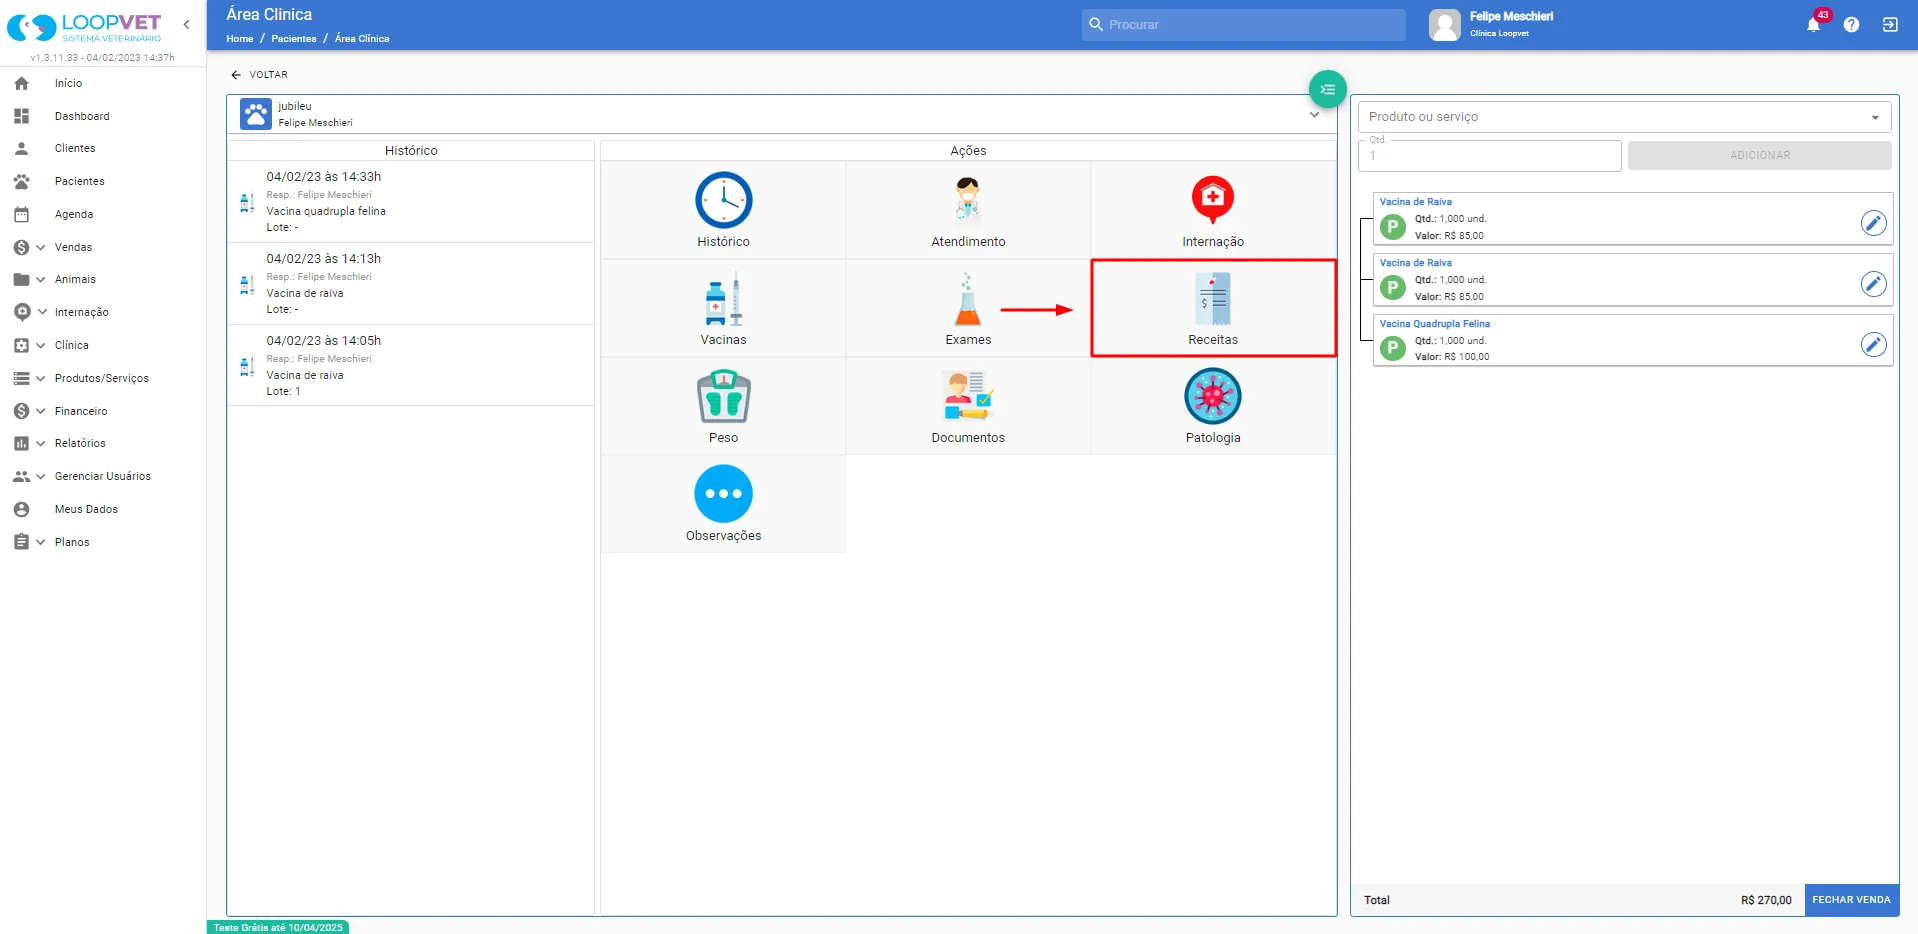 LOOPVET
SISTEMA VETERINÁRIO
v1.3.11.33 - 04/02/2023 14:37h
Início
Dashboard
Clientes
Pacientes
Agenda
Vendas
Animais
Internação
Clínica
Produtos/Serviços
Financeiro
Relatórios
Gerenciar Usuários
Meus Dados
Planos
Área Clinica
Home / Pacientes / Área Clínica
Procurar
Felipe Meschieri
Clínica Loopvet
43
VOLTAR
jubileu
Felipe Meschieri
Histórico
04/02/23 às 14:33h
Resp.: Felipe Meschieri
Vacina quadrupla felina
Lote: -
04/02/23 às 14:13h
Resp.: Felipe Meschieri
Vacina de raiva
Lote: -
04/02/23 às 14:05h
Resp.: Felipe Meschieri
Vacina de raiva
Lote: 1
Ações
Histórico
Atendimento
Internação
Vacinas
Exames
$
Receitas
Peso
Documentos
Patologia
Observações
Produto ou serviço
Qtd.
1
ADICIONAR
Vacina de Raiva
P
Qtd.: 1,000 und.
Valor: R$ 85,00
Vacina de Raiva
P
Qtd.: 1,000 und.
Valor: R$ 85,00
Vacina Quadrupla Felina
P
Qtd.: 1,000 und.
Valor: R$ 100,00
Total
R$ 270,00
FECHAR VENDA
Teste Grátis até 10/04/2025